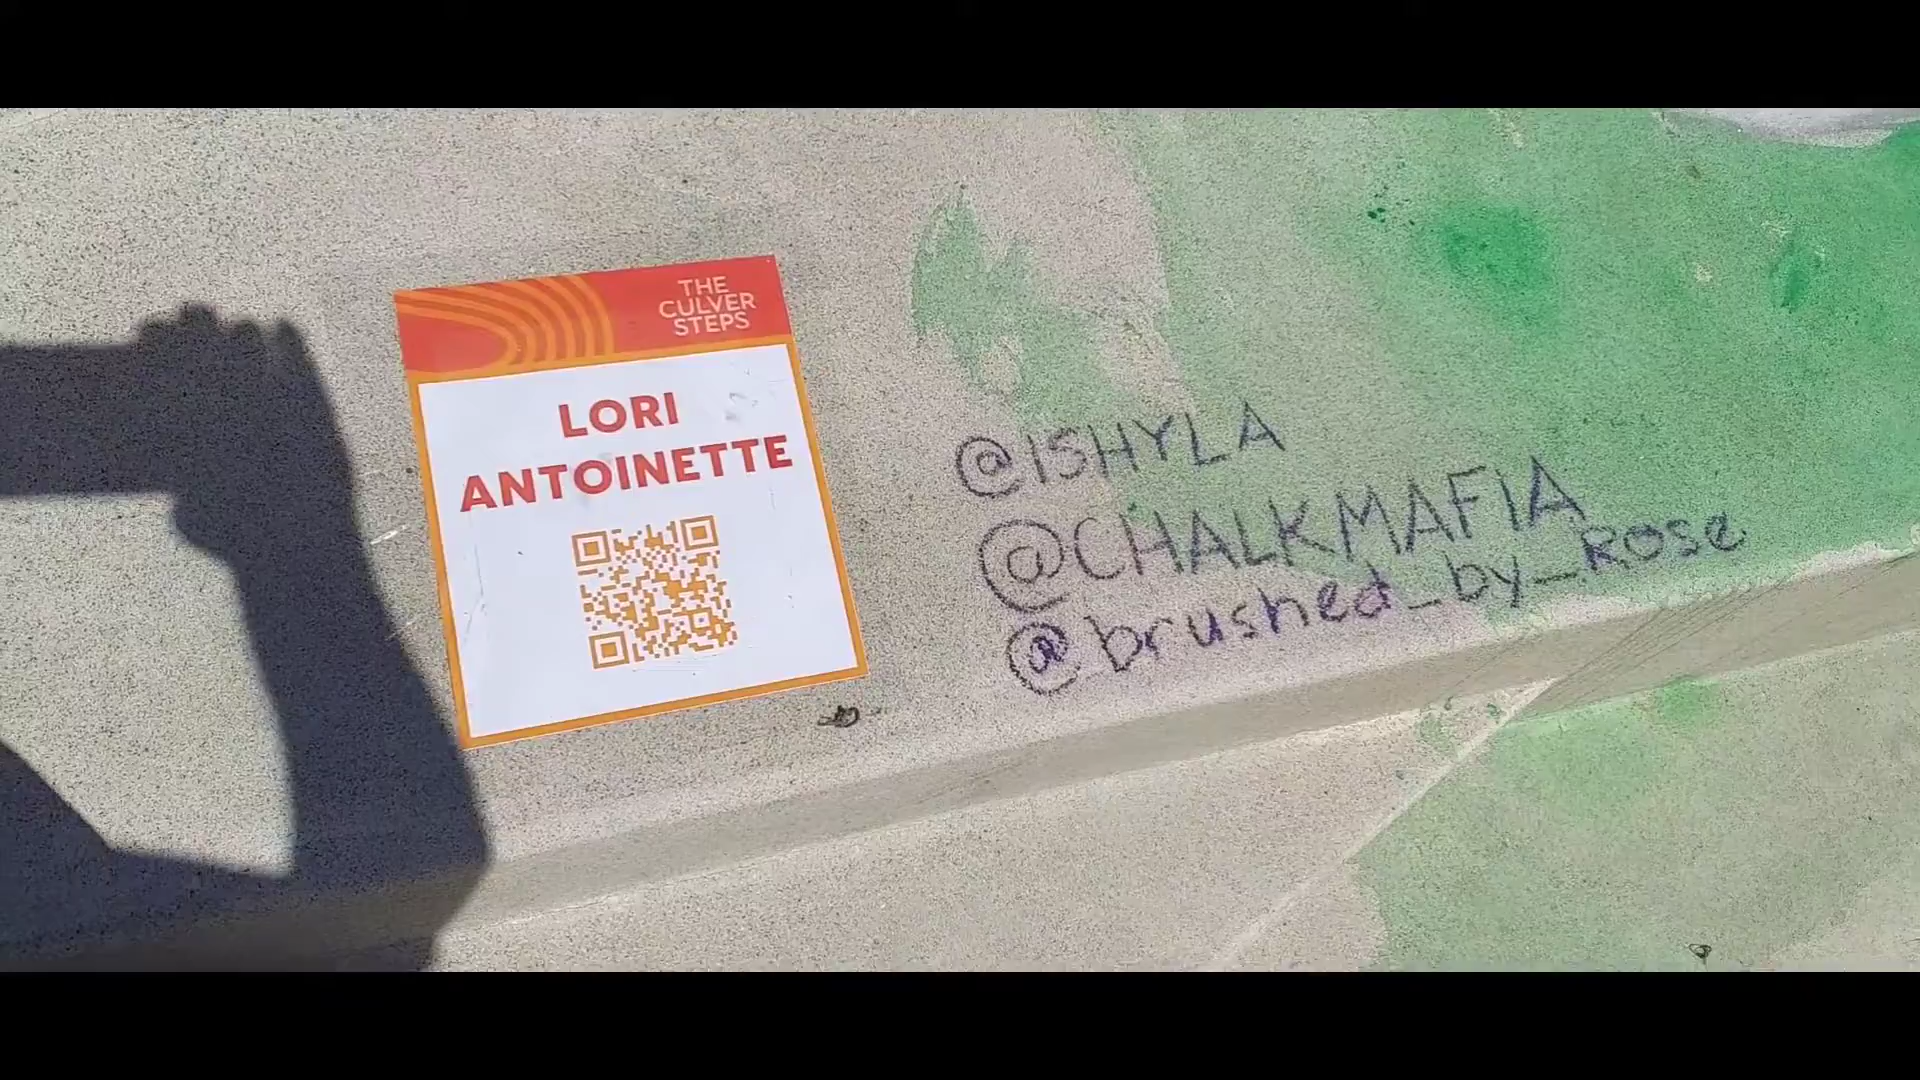 THE
CULVER
STEPS
LORI
ANTOINETTE
@ISHYLA
@CHALKMAFIA
@brushed_by_Rose